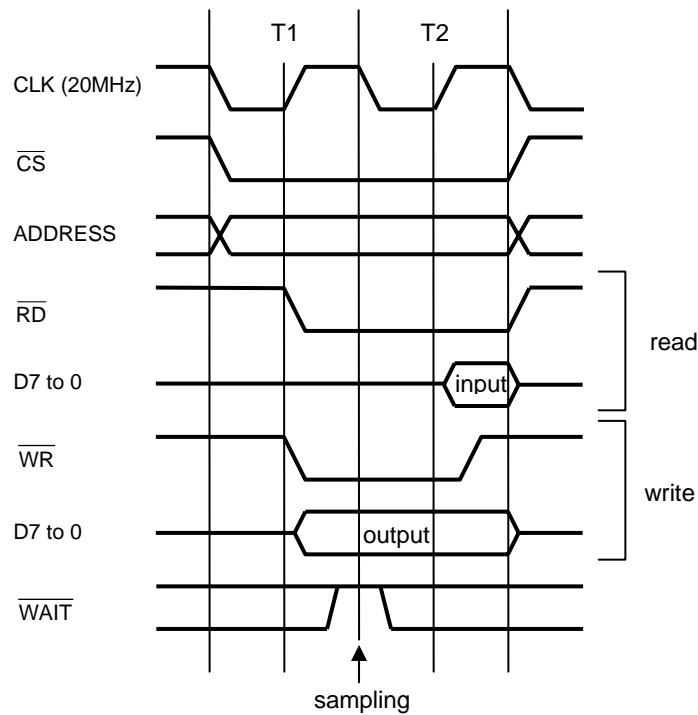 T1
T2
CLK (20MHz)
CS
ADDRESS
RD
read
D7 to 0
input
WR
write
D7 to 0
output
WAIT
sampling